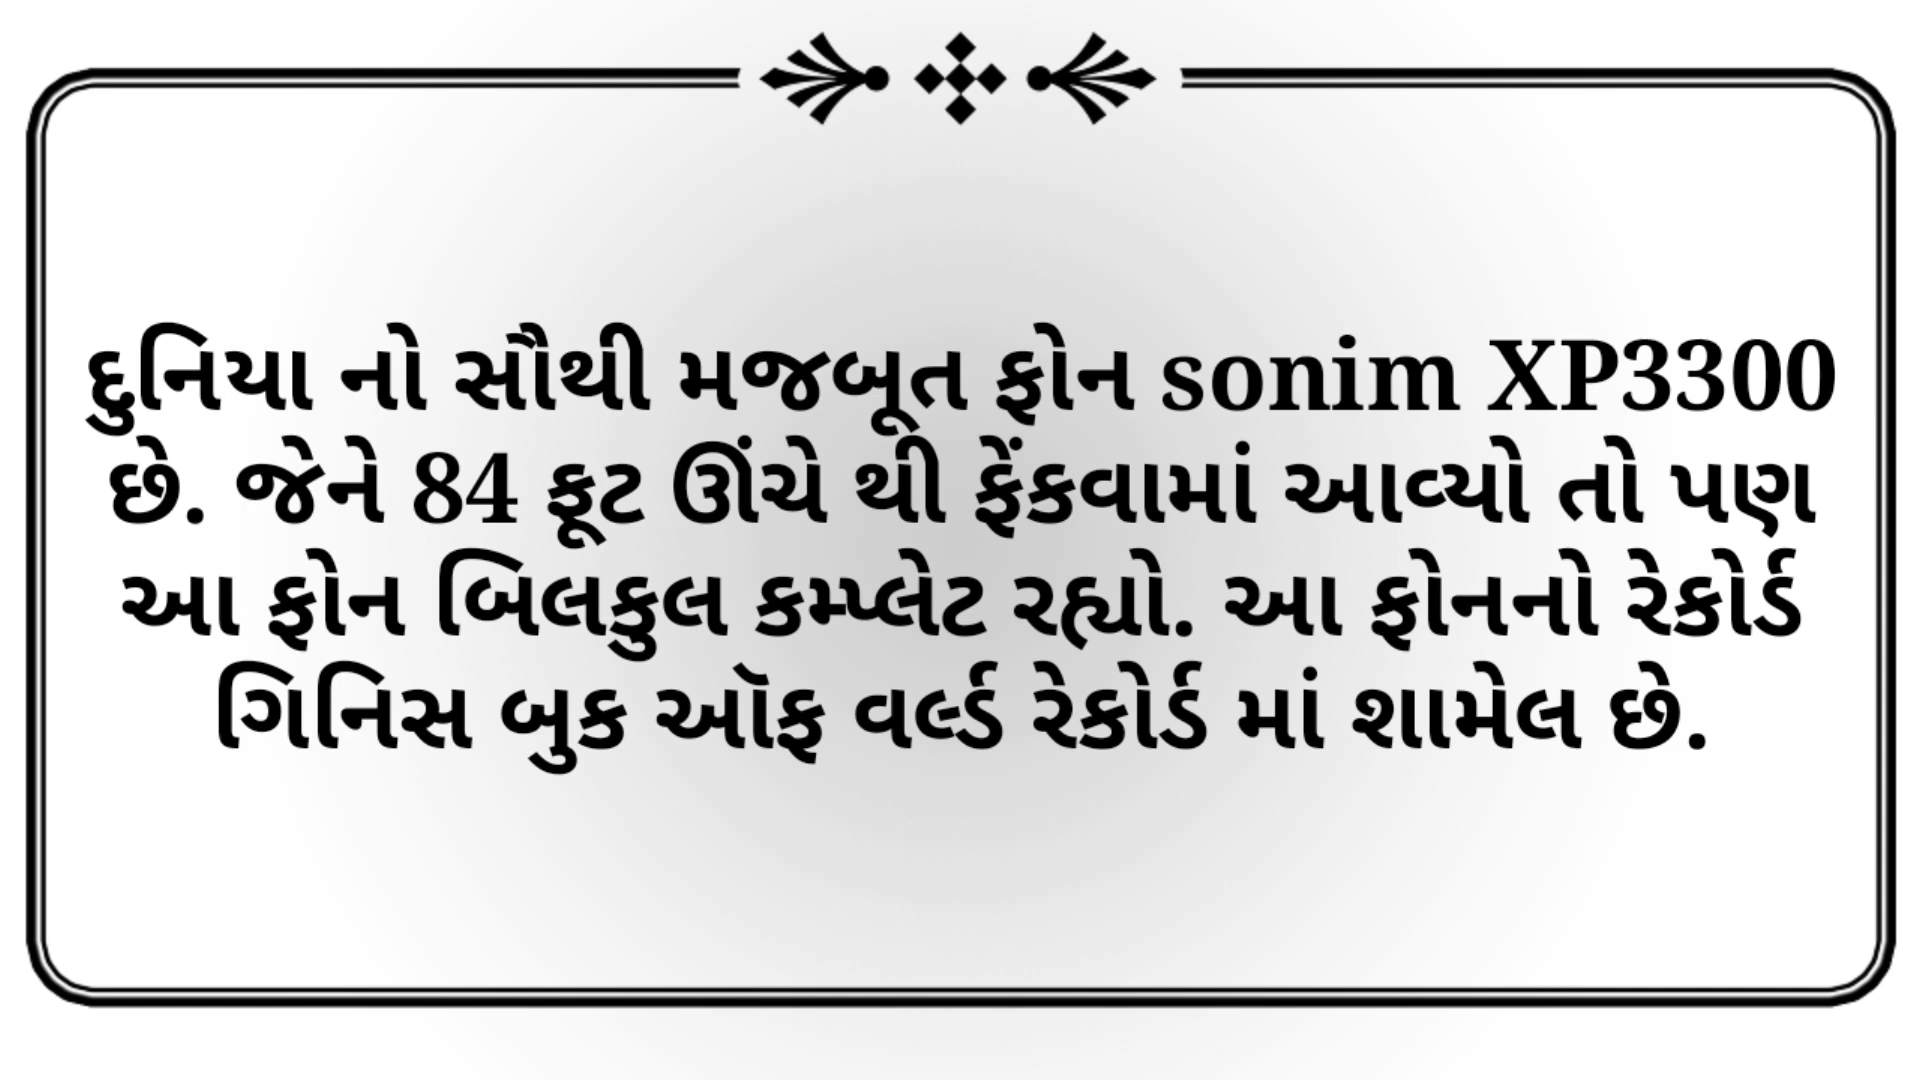 દુનિયા નો સૌથી મજબૂત ફોન sonim XP3300
છે. જેને 84 ફૂટ ઊંચે થી ફેંકવામાં આવ્યો તો પણ
આ ફોન બિલકુલ કમ્પ્લેટ રહ્યો. આ ફોનનો રેકોર્ડ
ગિનિસ બુક ઑફ વર્લ્ડ રેકોર્ડ માં શામેલ છે.